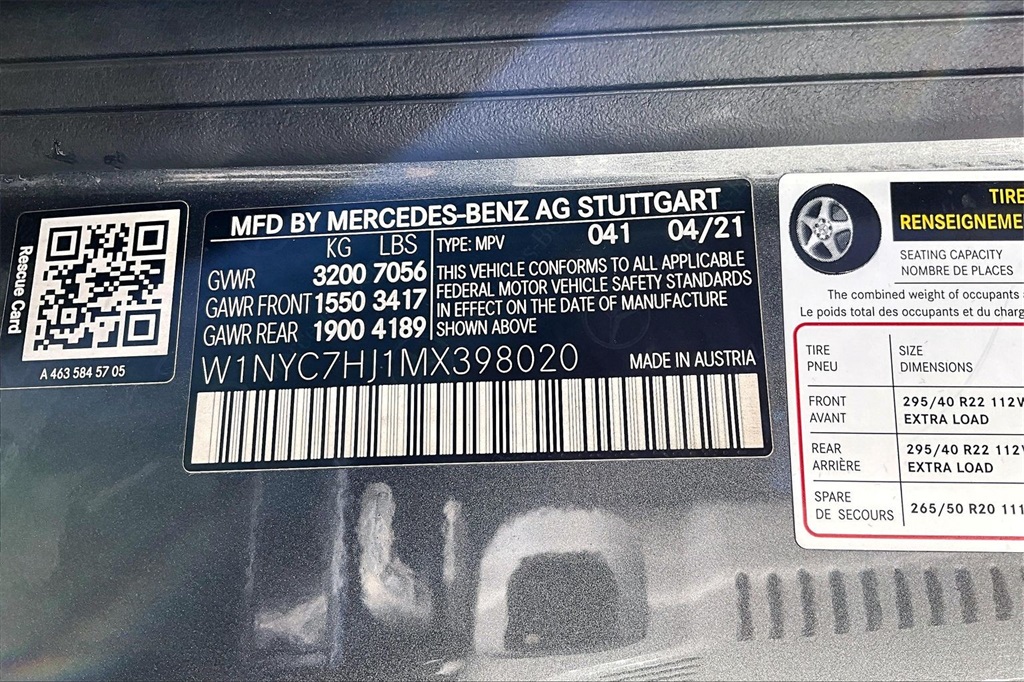 Rescue Card
A 463 584 57 05
MFD BY MERCEDES-BENZ AG STUTTGART
KG LBS
GVWR 3200 7056
GAWR FRONT 1550 3417
GAWR REAR 1900 4189
TYPE: MPV 041 04/21
THIS VEHICLE CONFORMS TO ALL APPLICABLE
FEDERAL MOTOR VEHICLE SAFETY STANDARDS
IN EFFECT ON THE DATE OF MANUFACTURE
SHOWN ABOVE
W1NYC7HJ1MX398020 MADE IN AUSTRIA
TIRE
RENSEIGNEME
SEATING CAPACITY
NOMBRE DE PLACES
The combined weight of occupants
Le poids total des occupants et du charg
TIRE SIZE
PNEU DIMENSIONS
FRONT 295/40 R22 112W
AVANT EXTRA LOAD
REAR 295/40 R22 112W
ARRIÈRE EXTRA LOAD
SPARE
DE SECOURS 265/50 R20 111